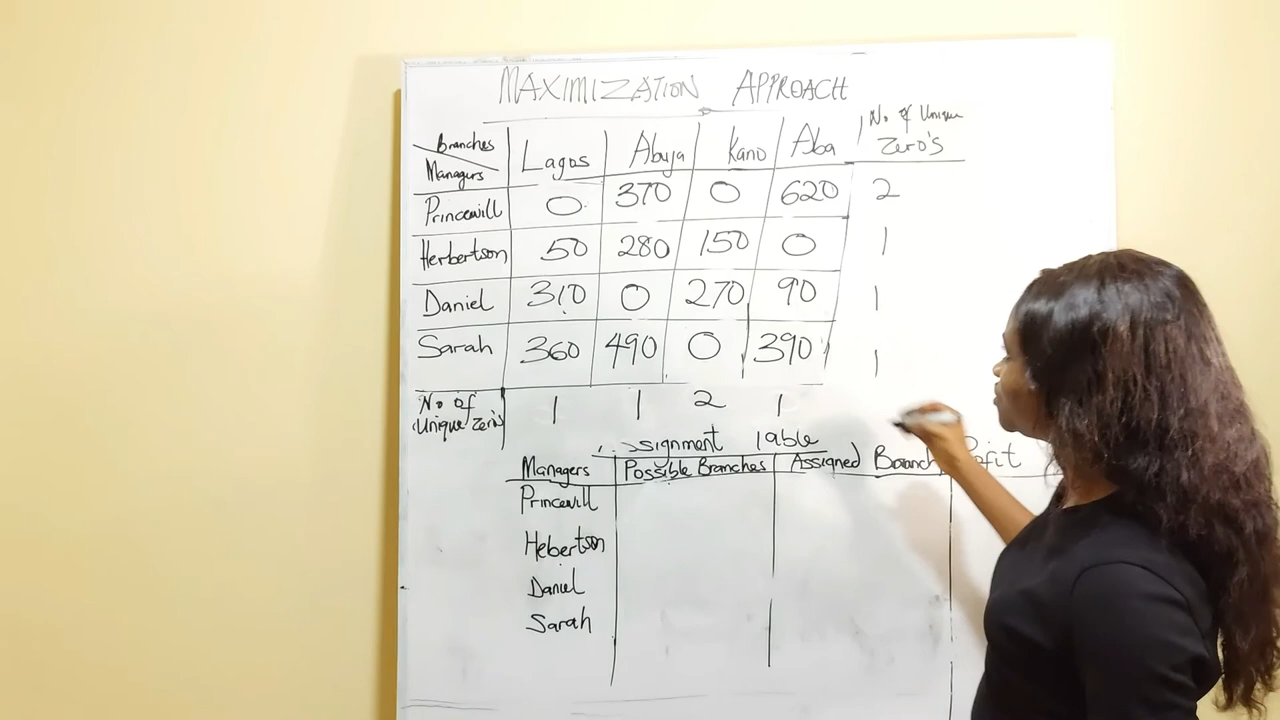 MAXIMIZATION APPROACH
Branches Managers Lagos Abuja Kano Aba No of Unique Zero's
Princewill 0 370 0 620 2
Herbertson 50 280 150 0 1
Daniel 310 0 270 90 1
Sarah 360 490 0 390 1
No of Unique Zero's 1 1 2 1
Table
Managers Possible Branches Assigned Branch
Princewill
Hebertson
Daniel
Sarah